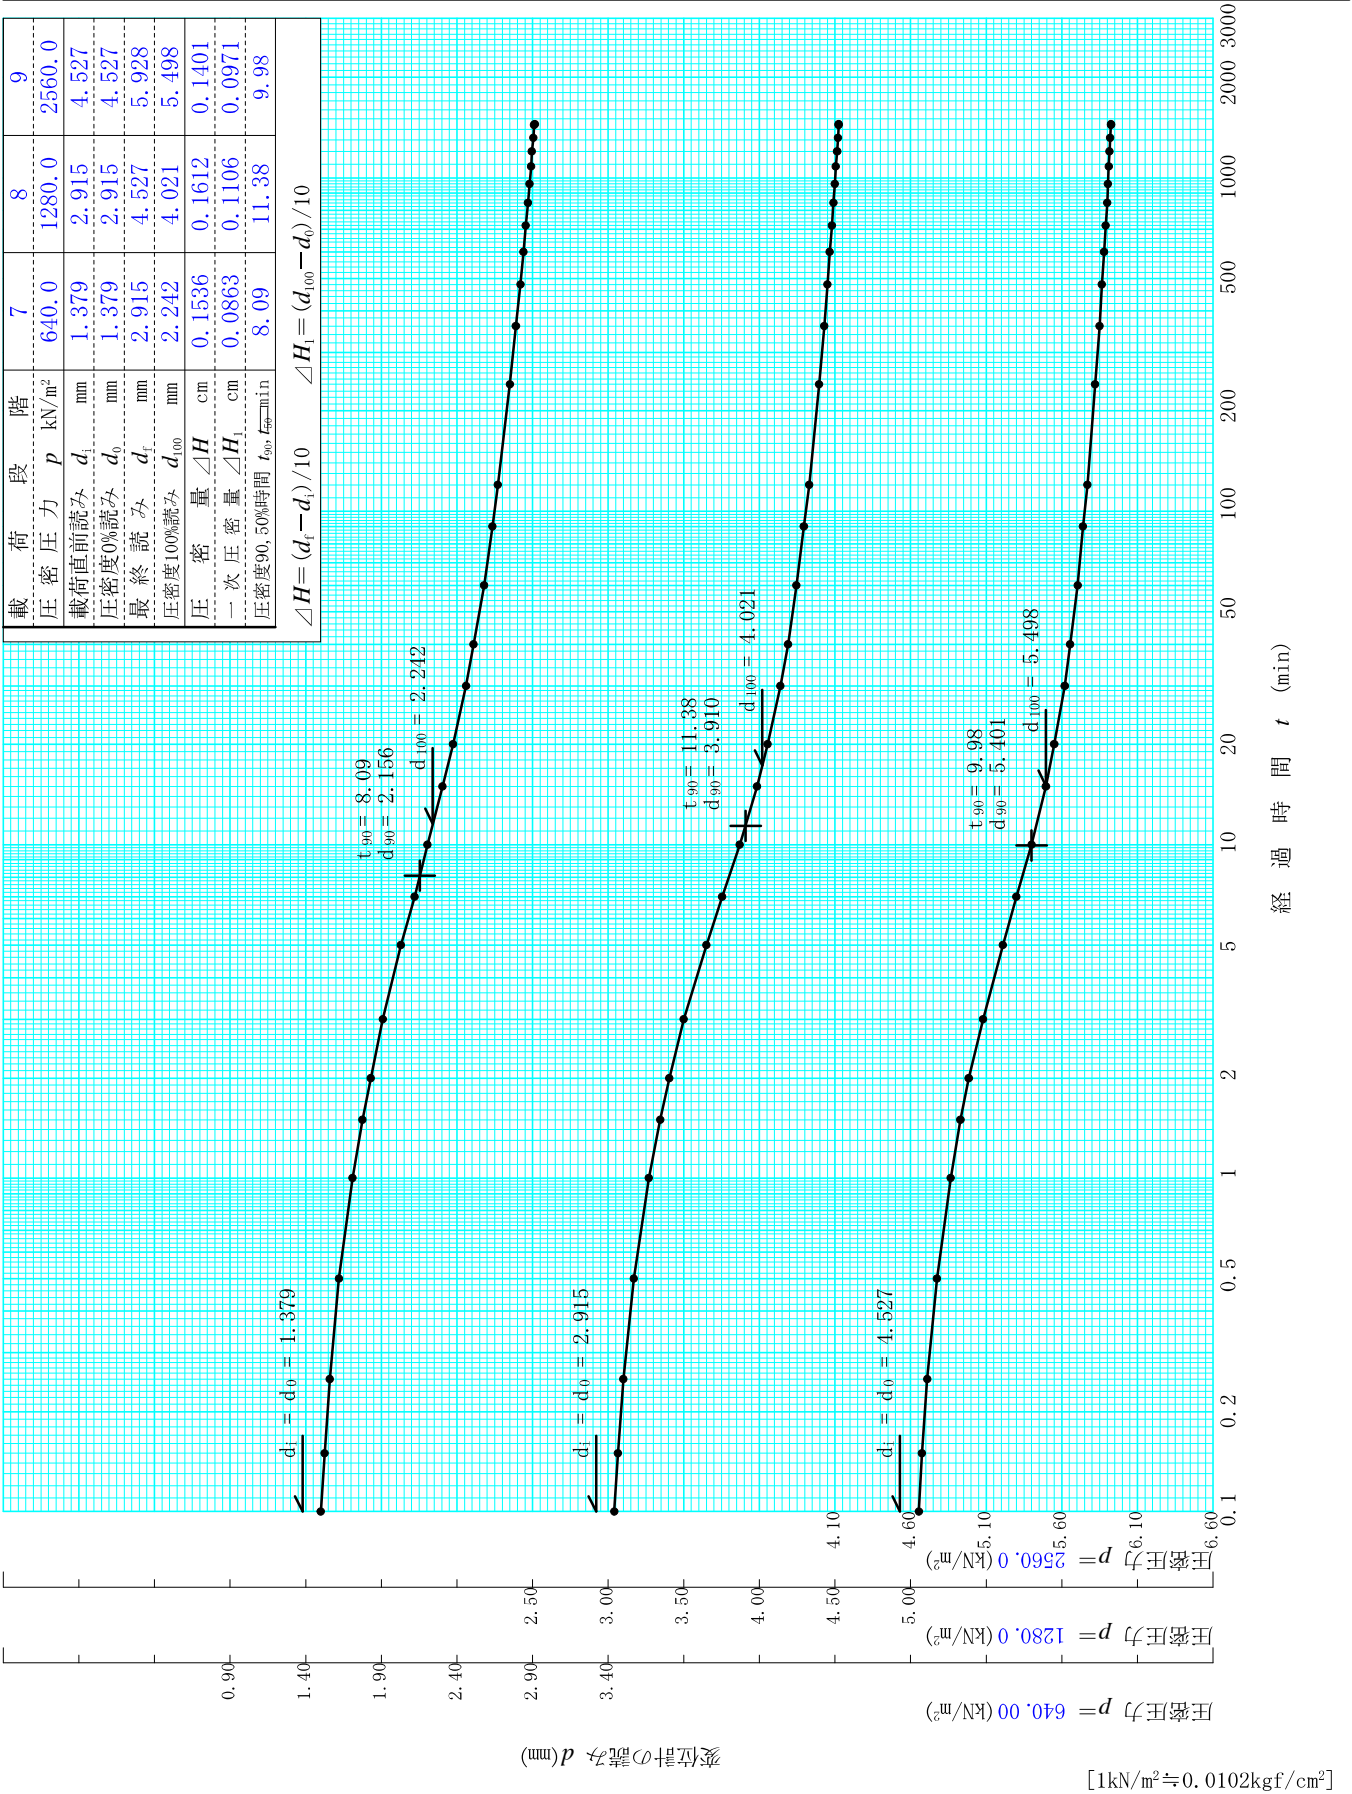 載荷段階 7 8 9
圧密圧力 p kN/m² 640.0 1280.0 2560.0
載荷直前読み dᵢ mm 1.379 2.915 4.527
圧密度0%読み d₀ mm 1.379 2.915 4.527
最終読み d_f mm 2.915 4.527 5.928
圧密度100%読み d₁₀₀ mm 2.242 4.021 5.498
圧密量 ⊿H cm 0.1536 0.1612 0.1401
一次圧密量 ⊿H₁ cm 0.0863 0.1106 0.0971
圧密度90,50%時間 t₉₀,t₅₀ min 8.09 11.38 9.98
⊿H=(d_f−dᵢ)/10 ⊿H₁=(d₁₀₀−d₀)/10
dᵢ = d₀ = 1.379
t₉₀= 8.09
d₉₀= 2.156
d₁₀₀ = 2.242
dᵢ = d₀ = 2.915
t₉₀= 11.38
d₉₀= 3.910
d₁₀₀ = 4.021
dᵢ = d₀ = 4.527
t₉₀= 9.98
d₉₀= 5.401
d₁₀₀ = 5.498
0.1 0.2 0.5 1 2 5 10 20 50 100 200 500 1000 2000 3000
経過時間 t (min)
4.10 4.60 5.10 5.60 6.10 6.60
圧密圧力 p= 2560.0(kN/m²)
2.50 3.00 3.50 4.00 4.50 5.00
圧密圧力 p= 1280.0(kN/m²)
0.90 1.40 1.90 2.40 2.90 3.40
圧密圧力 p= 640.00(kN/m²)
変位計の読み d(mm)
[1kN/m²≒0.0102kgf/cm²]